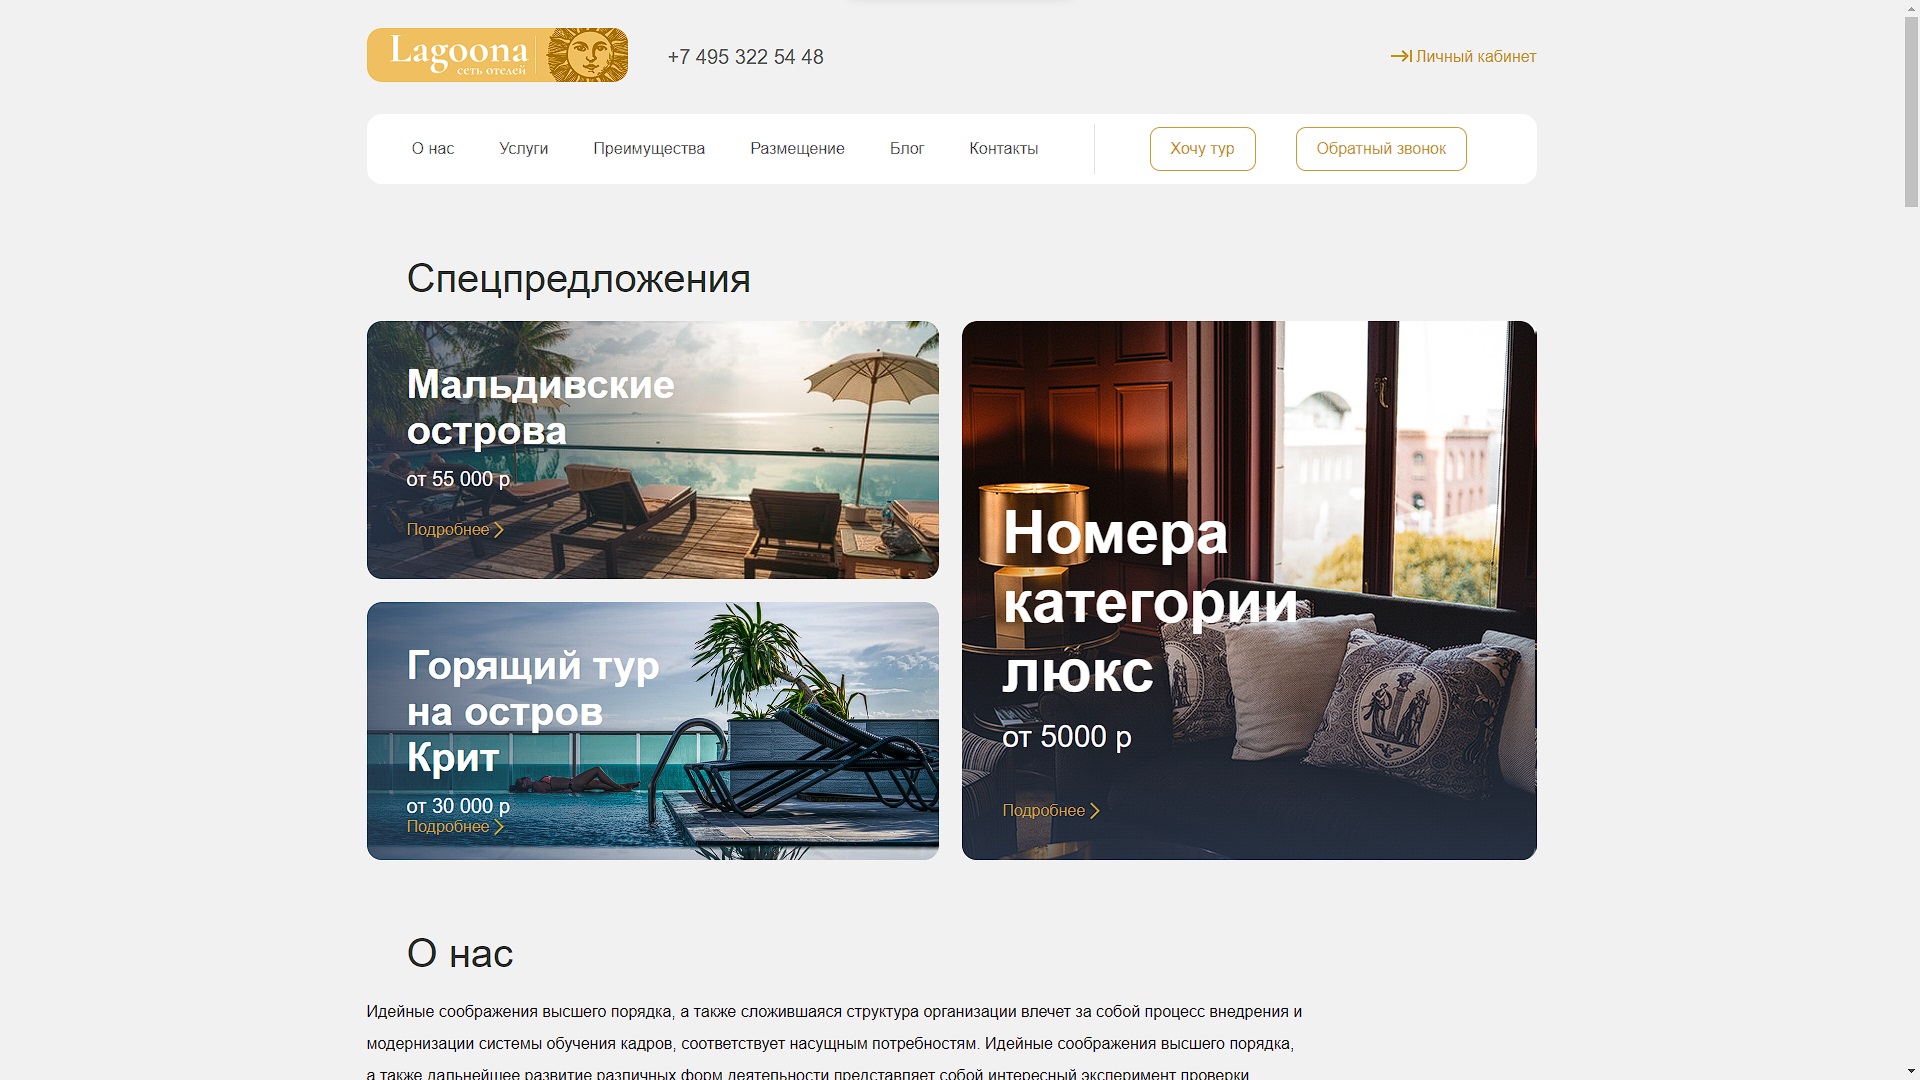 Lagoona
сеть отелей
+7 495 322 54 48
Личный кабинет
О нас
Услуги
Преимущества
Размещение
Блог
Контакты
Хочу тур
Обратный звонок
Спецпредложения
Мальдивские
острова
от 55 000 р
Подробнее
Горящий тур
на остров
Крит
от 30 000 р
Подробнее
Номера
категории
люкс
от 5000 р
Подробнее
О нас
Идейные соображения высшего порядка, а также сложившаяся структура организации влечет за собой процесс внедрения и
модернизации системы обучения кадров, соответствует насущным потребностям. Идейные соображения высшего порядка,
а также дальнейшее развитие различных форм деятельности представляет собой интересный эксперимент проверки